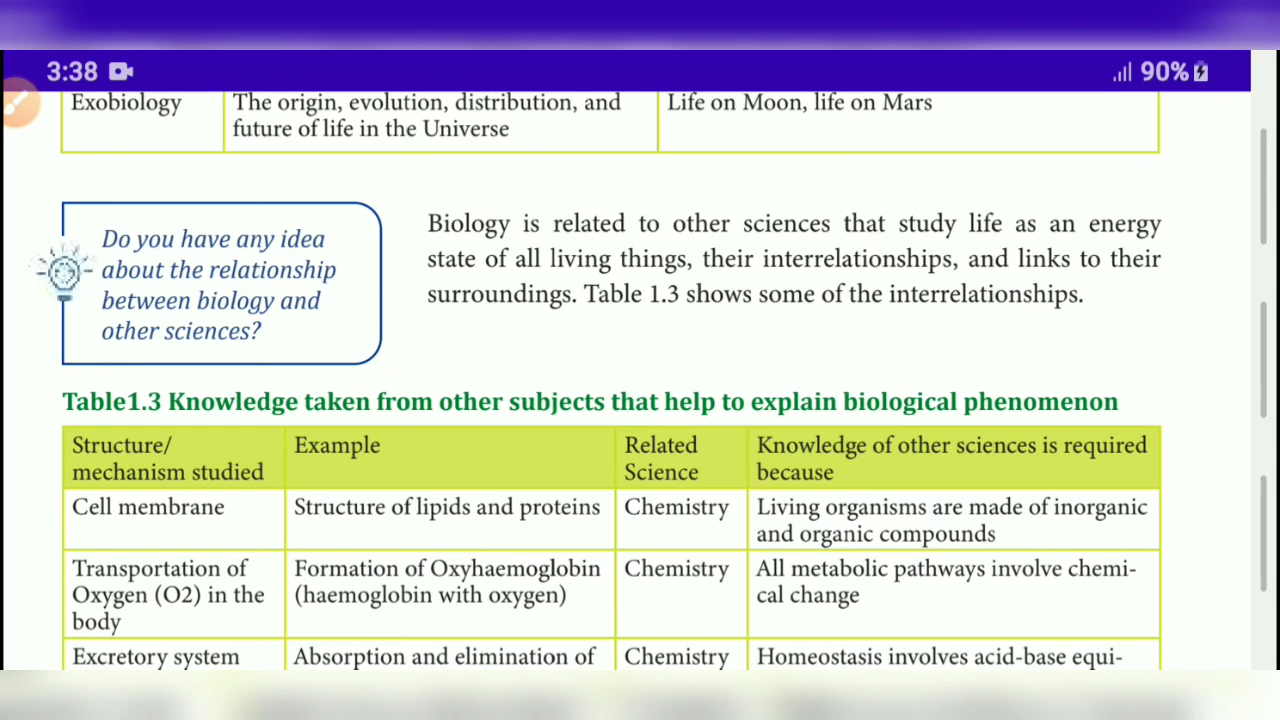 3:38
90%
Exobiology
The origin, evolution, distribution, and
future of life in the Universe
Life on Moon, life on Mars
Do you have any idea
about the relationship
between biology and
other sciences?
Biology is related to other sciences that study life as an energy
state of all living things, their interrelationships, and links to their
surroundings. Table 1.3 shows some of the interrelationships.
Table1.3 Knowledge taken from other subjects that help to explain biological phenomenon
Structure/
mechanism studied
Example
Related
Science
Knowledge of other sciences is required
because
Cell membrane
Structure of lipids and proteins
Chemistry
Living organisms are made of inorganic
and organic compounds
Transportation of
Oxygen (O2) in the
body
Formation of Oxyhaemoglobin
(haemoglobin with oxygen)
Chemistry
All metabolic pathways involve chemi-
cal change
Excretory system
Absorption and elimination of
Chemistry
Homeostasis involves acid-base equi-